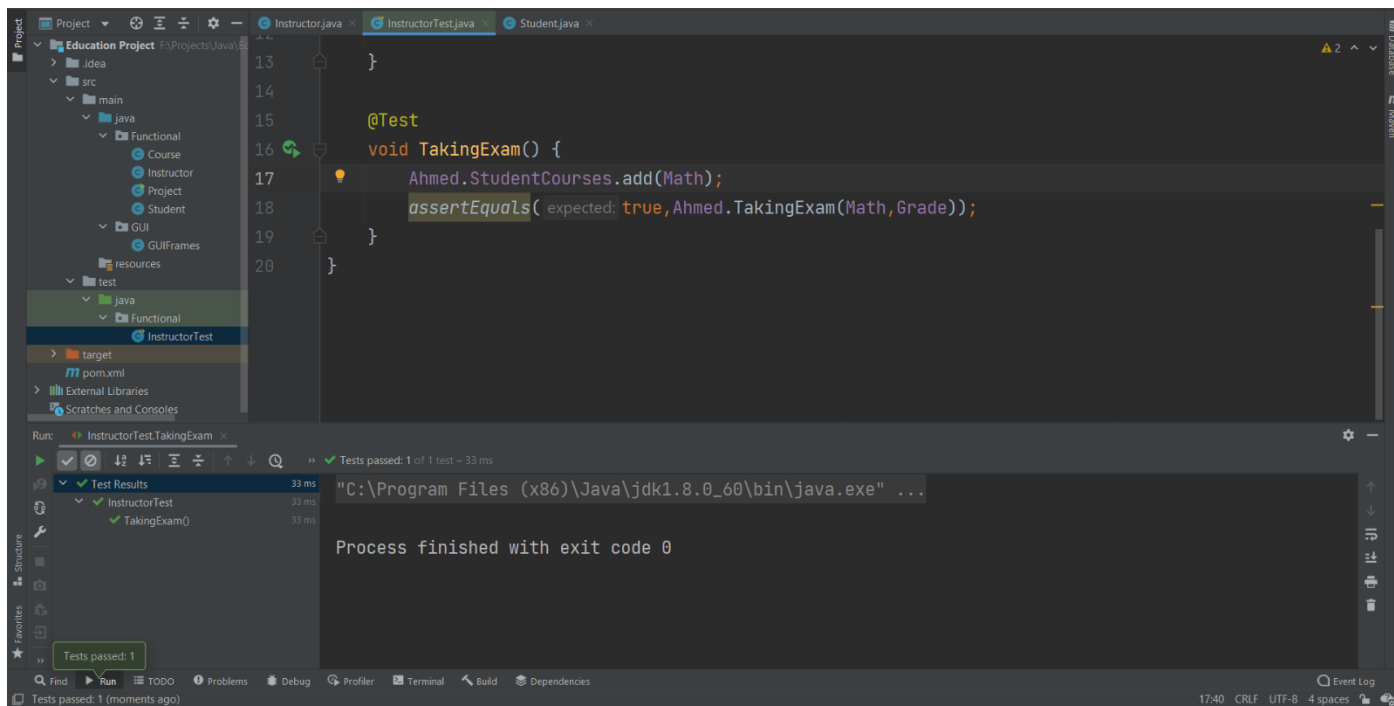 Project
Instructor.java
InstructorTest.java
Student.java
Project
Education Project F:\Projects\Java\Ed
.idea
src
main
java
Functional
Course
Instructor
Project
Student
GUI
GUIFrames
resources
test
java
Functional
InstructorTest
target
pom.xml
External Libraries
Scratches and Consoles
2
Database
Maven
12
13 }
14
15 @Test
16 void TakingExam() {
17 Ahmed.StudentCourses.add(Math);
18 assertEquals( expected: true,Ahmed.TakingExam(Math,Grade));
19 }
20 }
Run: InstructorTest.TakingExam
Tests passed: 1 of 1 test – 33 ms
Test Results 33 ms
InstructorTest 33 ms
TakingExam() 33 ms
"C:\Program Files (x86)\Java\jdk1.8.0_60\bin\java.exe" ...
Process finished with exit code 0
Structure
Favorites
Tests passed: 1
Find Run TODO Problems Debug Profiler Terminal Build Dependencies Event Log
Tests passed: 1 (moments ago) 17:40 CRLF UTF-8 4 spaces